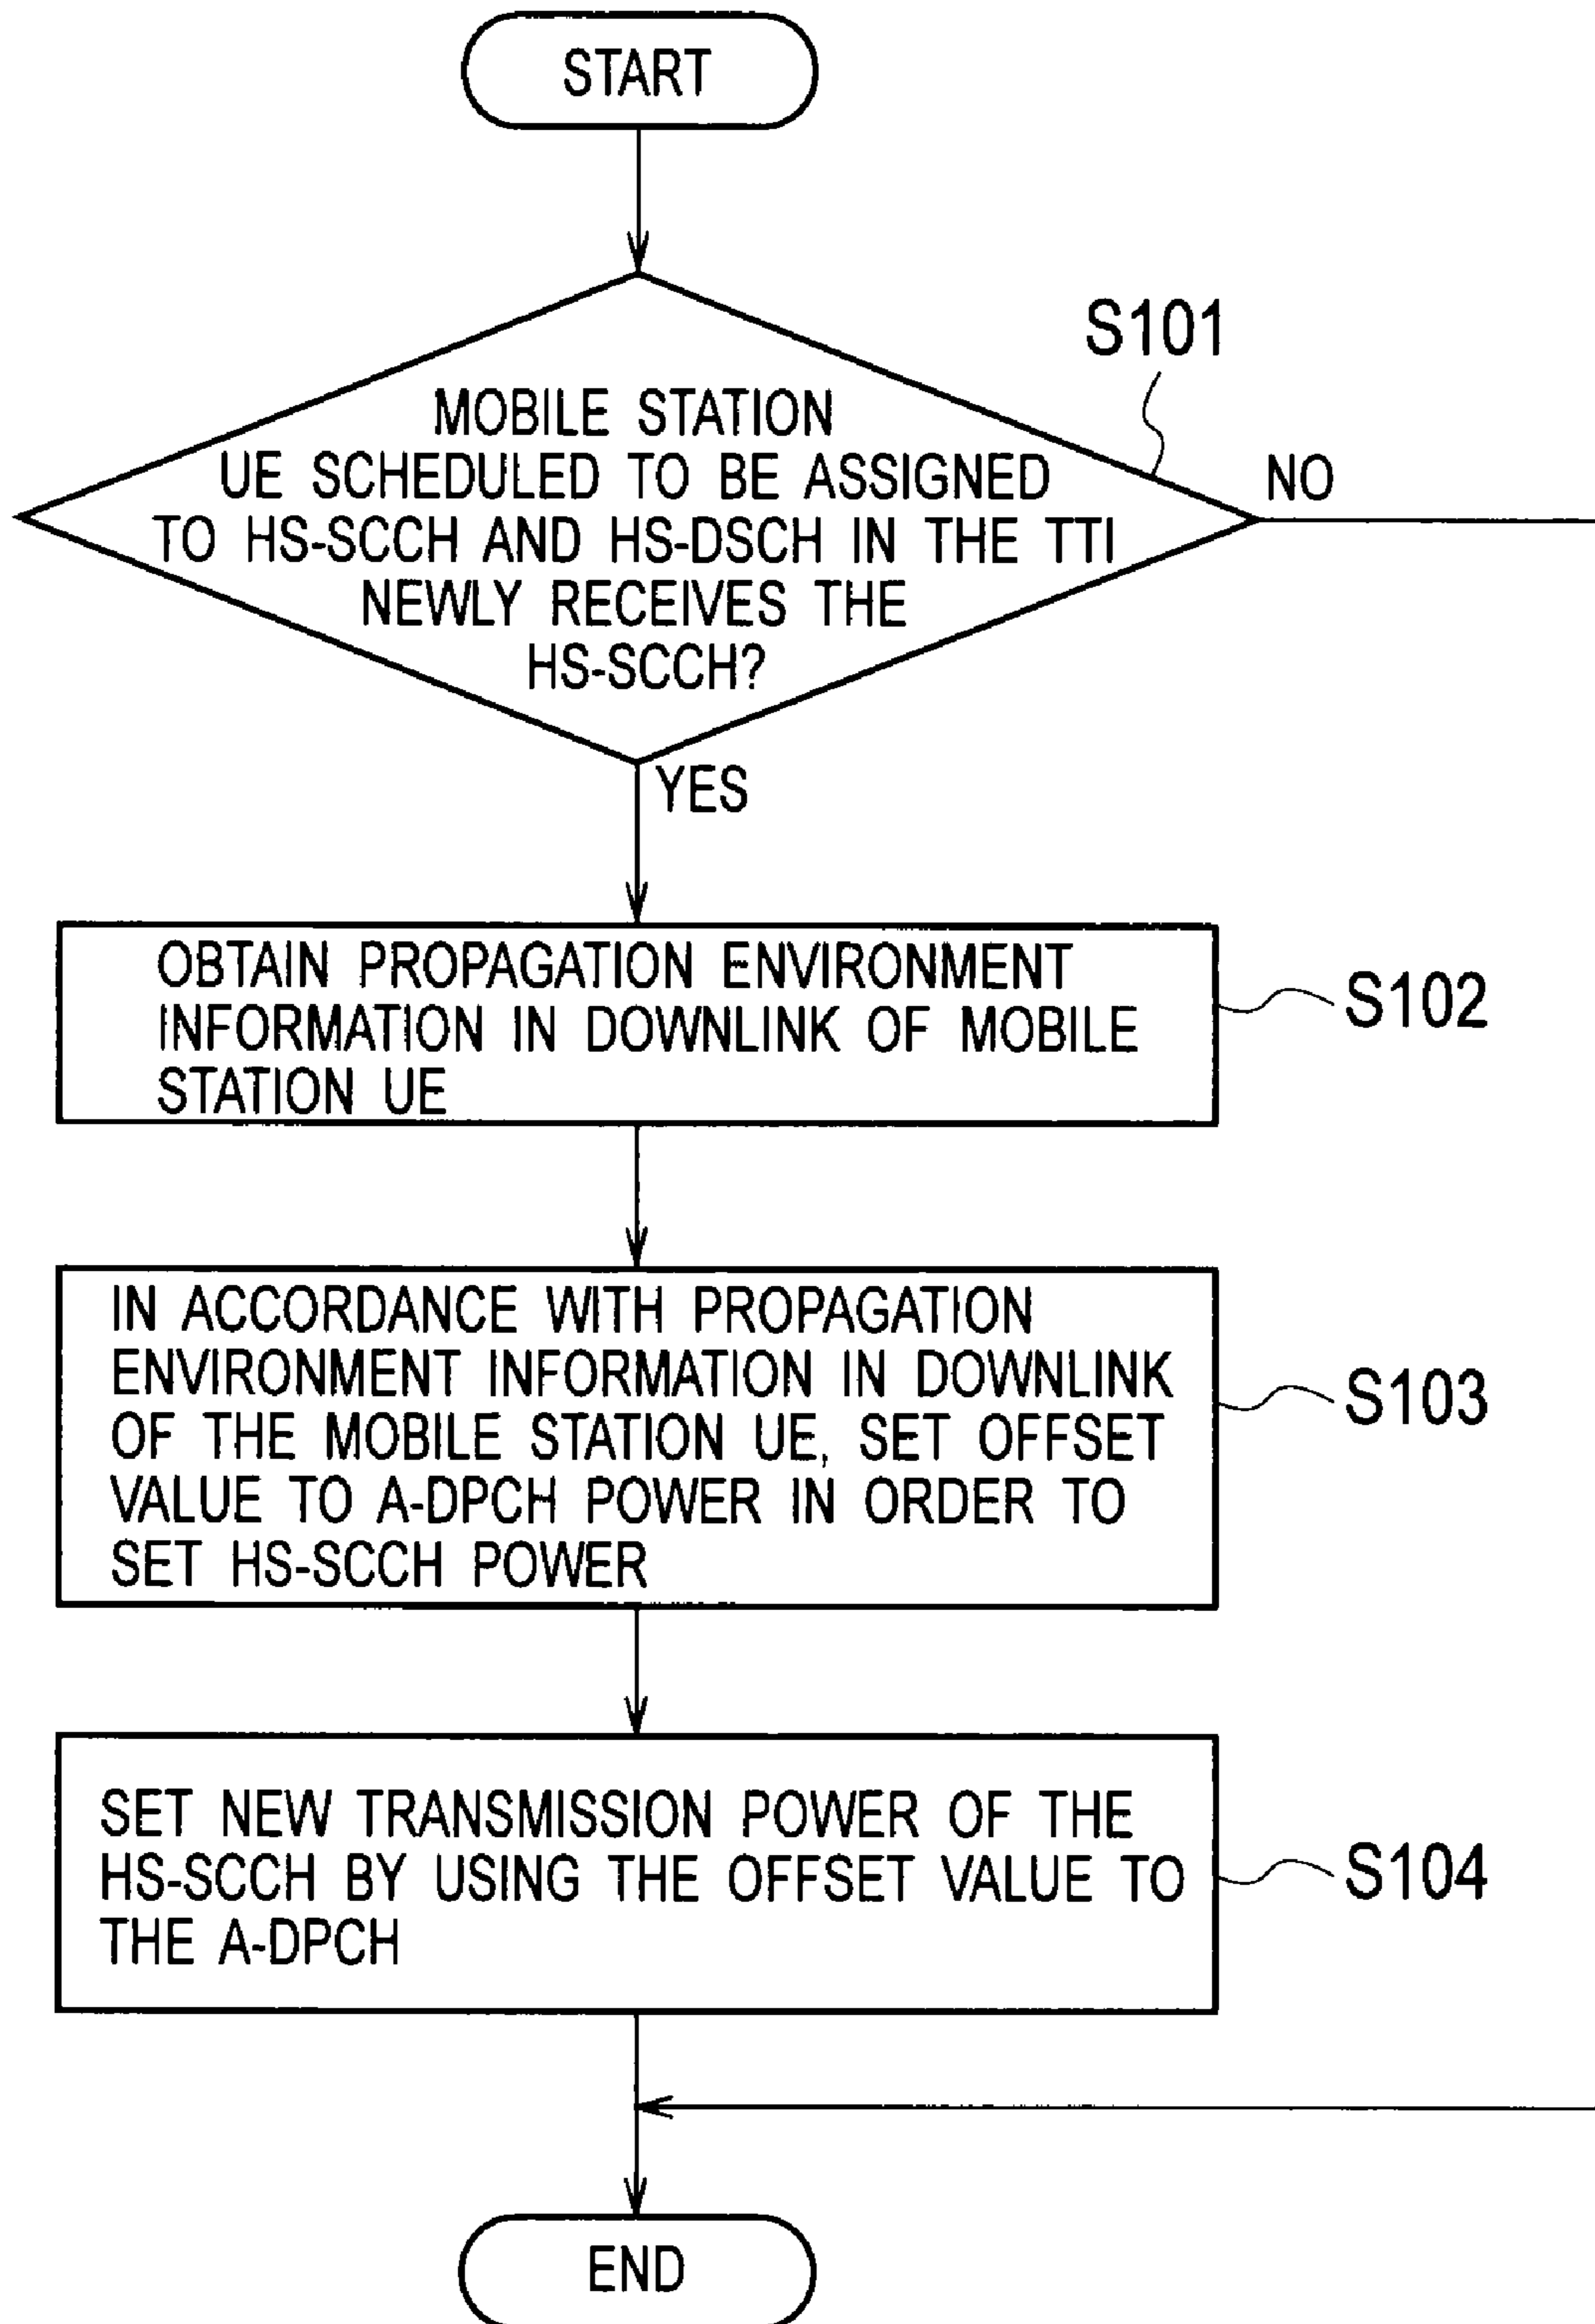 START
S101
MOBILE STATION
UE SCHEDULED TO BE ASSIGNED
TO HS-SCCH AND HS-DSCH IN THE TTI
NEWLY RECEIVES THE
HS-SCCH?
NO
YES
OBTAIN PROPAGATION ENVIRONMENT
INFORMATION IN DOWNLINK OF MOBILE
STATION UE
S102
IN ACCORDANCE WITH PROPAGATION
ENVIRONMENT INFORMATION IN DOWNLINK
OF THE MOBILE STATION UE, SET OFFSET
VALUE TO A-DPCH POWER IN ORDER TO
SET HS-SCCH POWER
S103
SET NEW TRANSMISSION POWER OF THE
HS-SCCH BY USING THE OFFSET VALUE TO
THE A-DPCH
S104
END